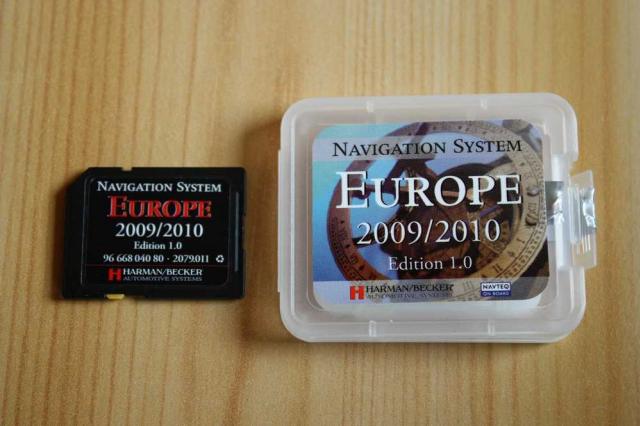 NAVIGATION SYSTEM
EUROPE
2009/2010
Edition 1.0
96 668 040 80 - 2079.011
HARMAN/BECKER
AUTOMOTIVE SYSTEMS
NAVIGATION SYSTEM
EUROPE
2009/2010
Edition 1.0
HARMAN/BECKER
AUTOMOTIVE SYSTEMS
NAVTEQ
ON BOARD